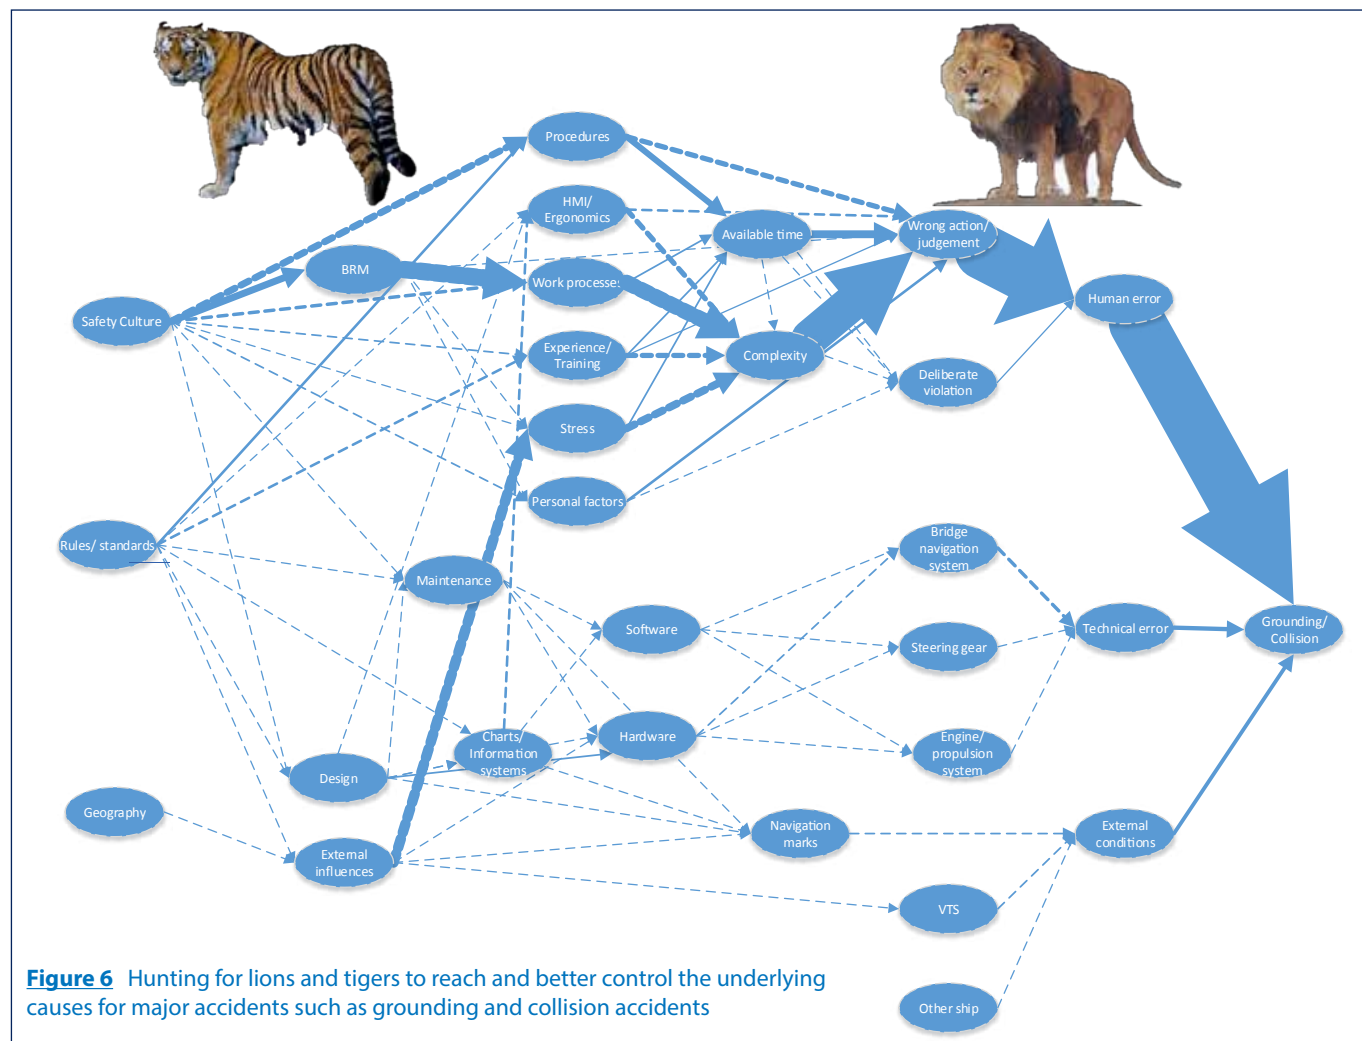 Procedures
HMI/
Ergonomics
Available time
Wrong action/
judgement
BRM
Work processes
Human error
Safety Culture
Experience/
Training
Complexity
Deliberate
violation
Stress
Personal factors
Rules/ standards
Bridge
navigation
system
Maintenance
Software
Steering gear
Technical error
Grounding/
Collision
Charts/
Information
systems
Hardware
Engine/
propulsion
system
Design
Geography
Navigation
marks
External
conditions
External
influences
VTS
Other ship
Figure 6 Hunting for lions and tigers to reach and better control the underlying
causes for major accidents such as grounding and collision accidents